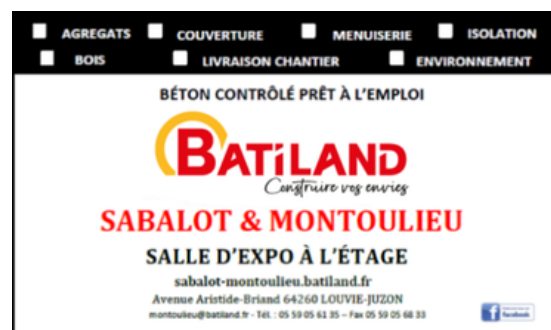 AGREGATS COUVERTURE MENUISERIE ISOLATION
BOIS LIVRAISON CHANTIER ENVIRONNEMENT
BÉTON CONTRÔLÉ PRÊT À L'EMPLOI
BATiLAND
Construire vos envies
SABALOT & MONTOULIEU
SALLE D'EXPO À L'ÉTAGE
sabalot-montoulieu.batiland.fr
Avenue Aristide-Briand 64260 LOUVIE-JUZON
montoulieu@batiland.fr - Tél. : 05 59 05 61 35 – Fax 05 59 05 68 33
facebook